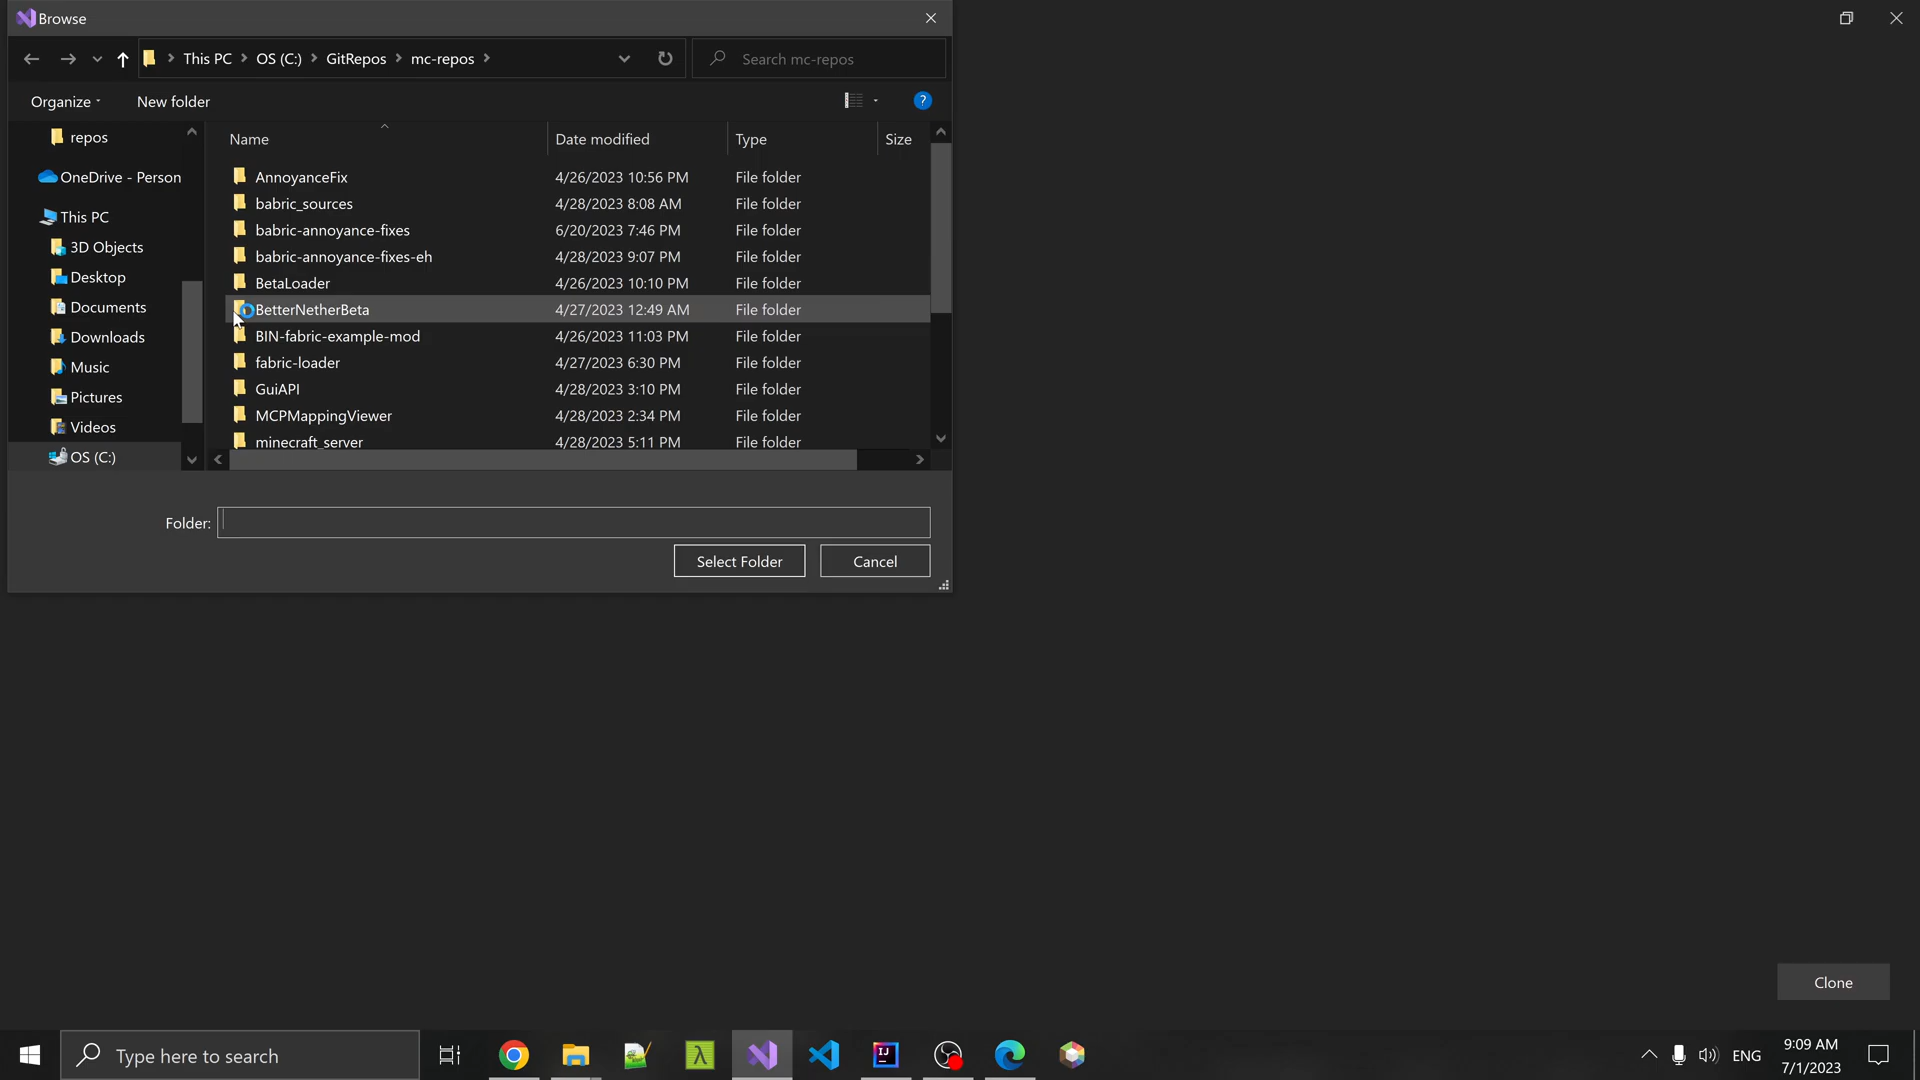 Browse
This PC
OS (C:)
GitRepos
mc-repos
Search mc-repos
Organize
New folder
?
repos
OneDrive - Person
This PC
3D Objects
Desktop
Documents
Downloads
Music
Pictures
Videos
OS (C:)
Name Date modified Type Size
AnnoyanceFix 4/26/2023 10:56 PM File folder
babric_sources 4/28/2023 8:08 AM File folder
babric-annoyance-fixes 6/20/2023 7:46 PM File folder
babric-annoyance-fixes-eh 4/28/2023 9:07 PM File folder
BetaLoader 4/26/2023 10:10 PM File folder
BetterNetherBeta 4/27/2023 12:49 AM File folder
BIN-fabric-example-mod 4/26/2023 11:03 PM File folder
fabric-loader 4/27/2023 6:30 PM File folder
GuiAPI 4/28/2023 3:10 PM File folder
MCPMappingViewer 4/28/2023 2:34 PM File folder
minecraft_server 4/28/2023 5:11 PM File folder
Folder:
Select Folder
Cancel
Clone
Type here to search
λ
IJ
ENG
9:09 AM
7/1/2023